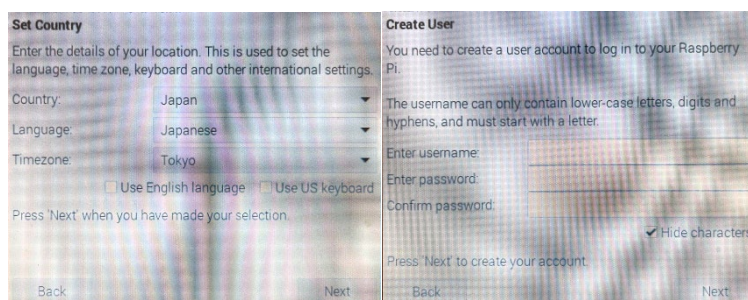 Set Country
Enter the details of your location. This is used to set the
language, time zone, keyboard and other international settings.
Country: Japan
Language: Japanese
Timezone: Tokyo
Use English language Use US keyboard
Press 'Next' when you have made your selection.
Back Next
Create User
You need to create a user account to log in to your Raspberry
Pi.
The username can only contain lower-case letters, digits and
hyphens, and must start with a letter.
Enter username:
Enter password:
Confirm password:
Hide characters
Press 'Next' to create your account.
Back Next